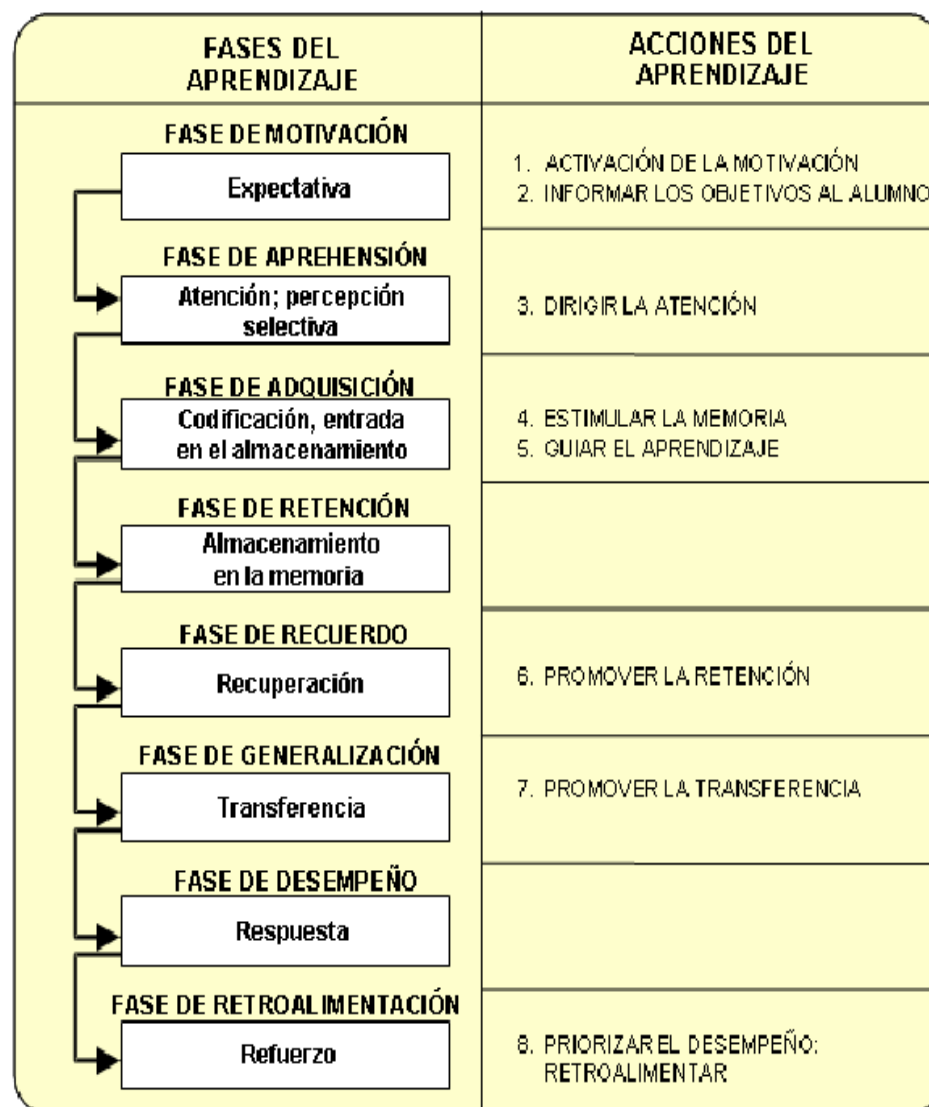 FASES DEL
APRENDIZAJE
ACCIONES DEL
APRENDIZAJE
FASE DE MOTIVACIÓN
Expectativa
1. ACTIVACIÓN DE LA MOTIVACIÓN
2. INFORMAR LOS OBJETIVOS AL ALUMNO
FASE DE APREHENSIÓN
Atención; percepción
selectiva
3. DIRIGIR LA ATENCIÓN
FASE DE ADQUISICIÓN
Codificación, entrada
en el almacenamiento
4. ESTIMULAR LA MEMORIA
5. GUIAR EL APRENDIZAJE
FASE DE RETENCIÓN
Almacenamiento
en la memoria
FASE DE RECUERDO
Recuperación
6. PROMOVER LA RETENCIÓN
FASE DE GENERALIZACIÓN
Transferencia
7. PROMOVER LA TRANSFERENCIA
FASE DE DESEMPEÑO
Respuesta
FASE DE RETROALIMENTACIÓN
Refuerzo
8. PRIORIZAR EL DESEMPEÑO:
RETROALIMENTAR